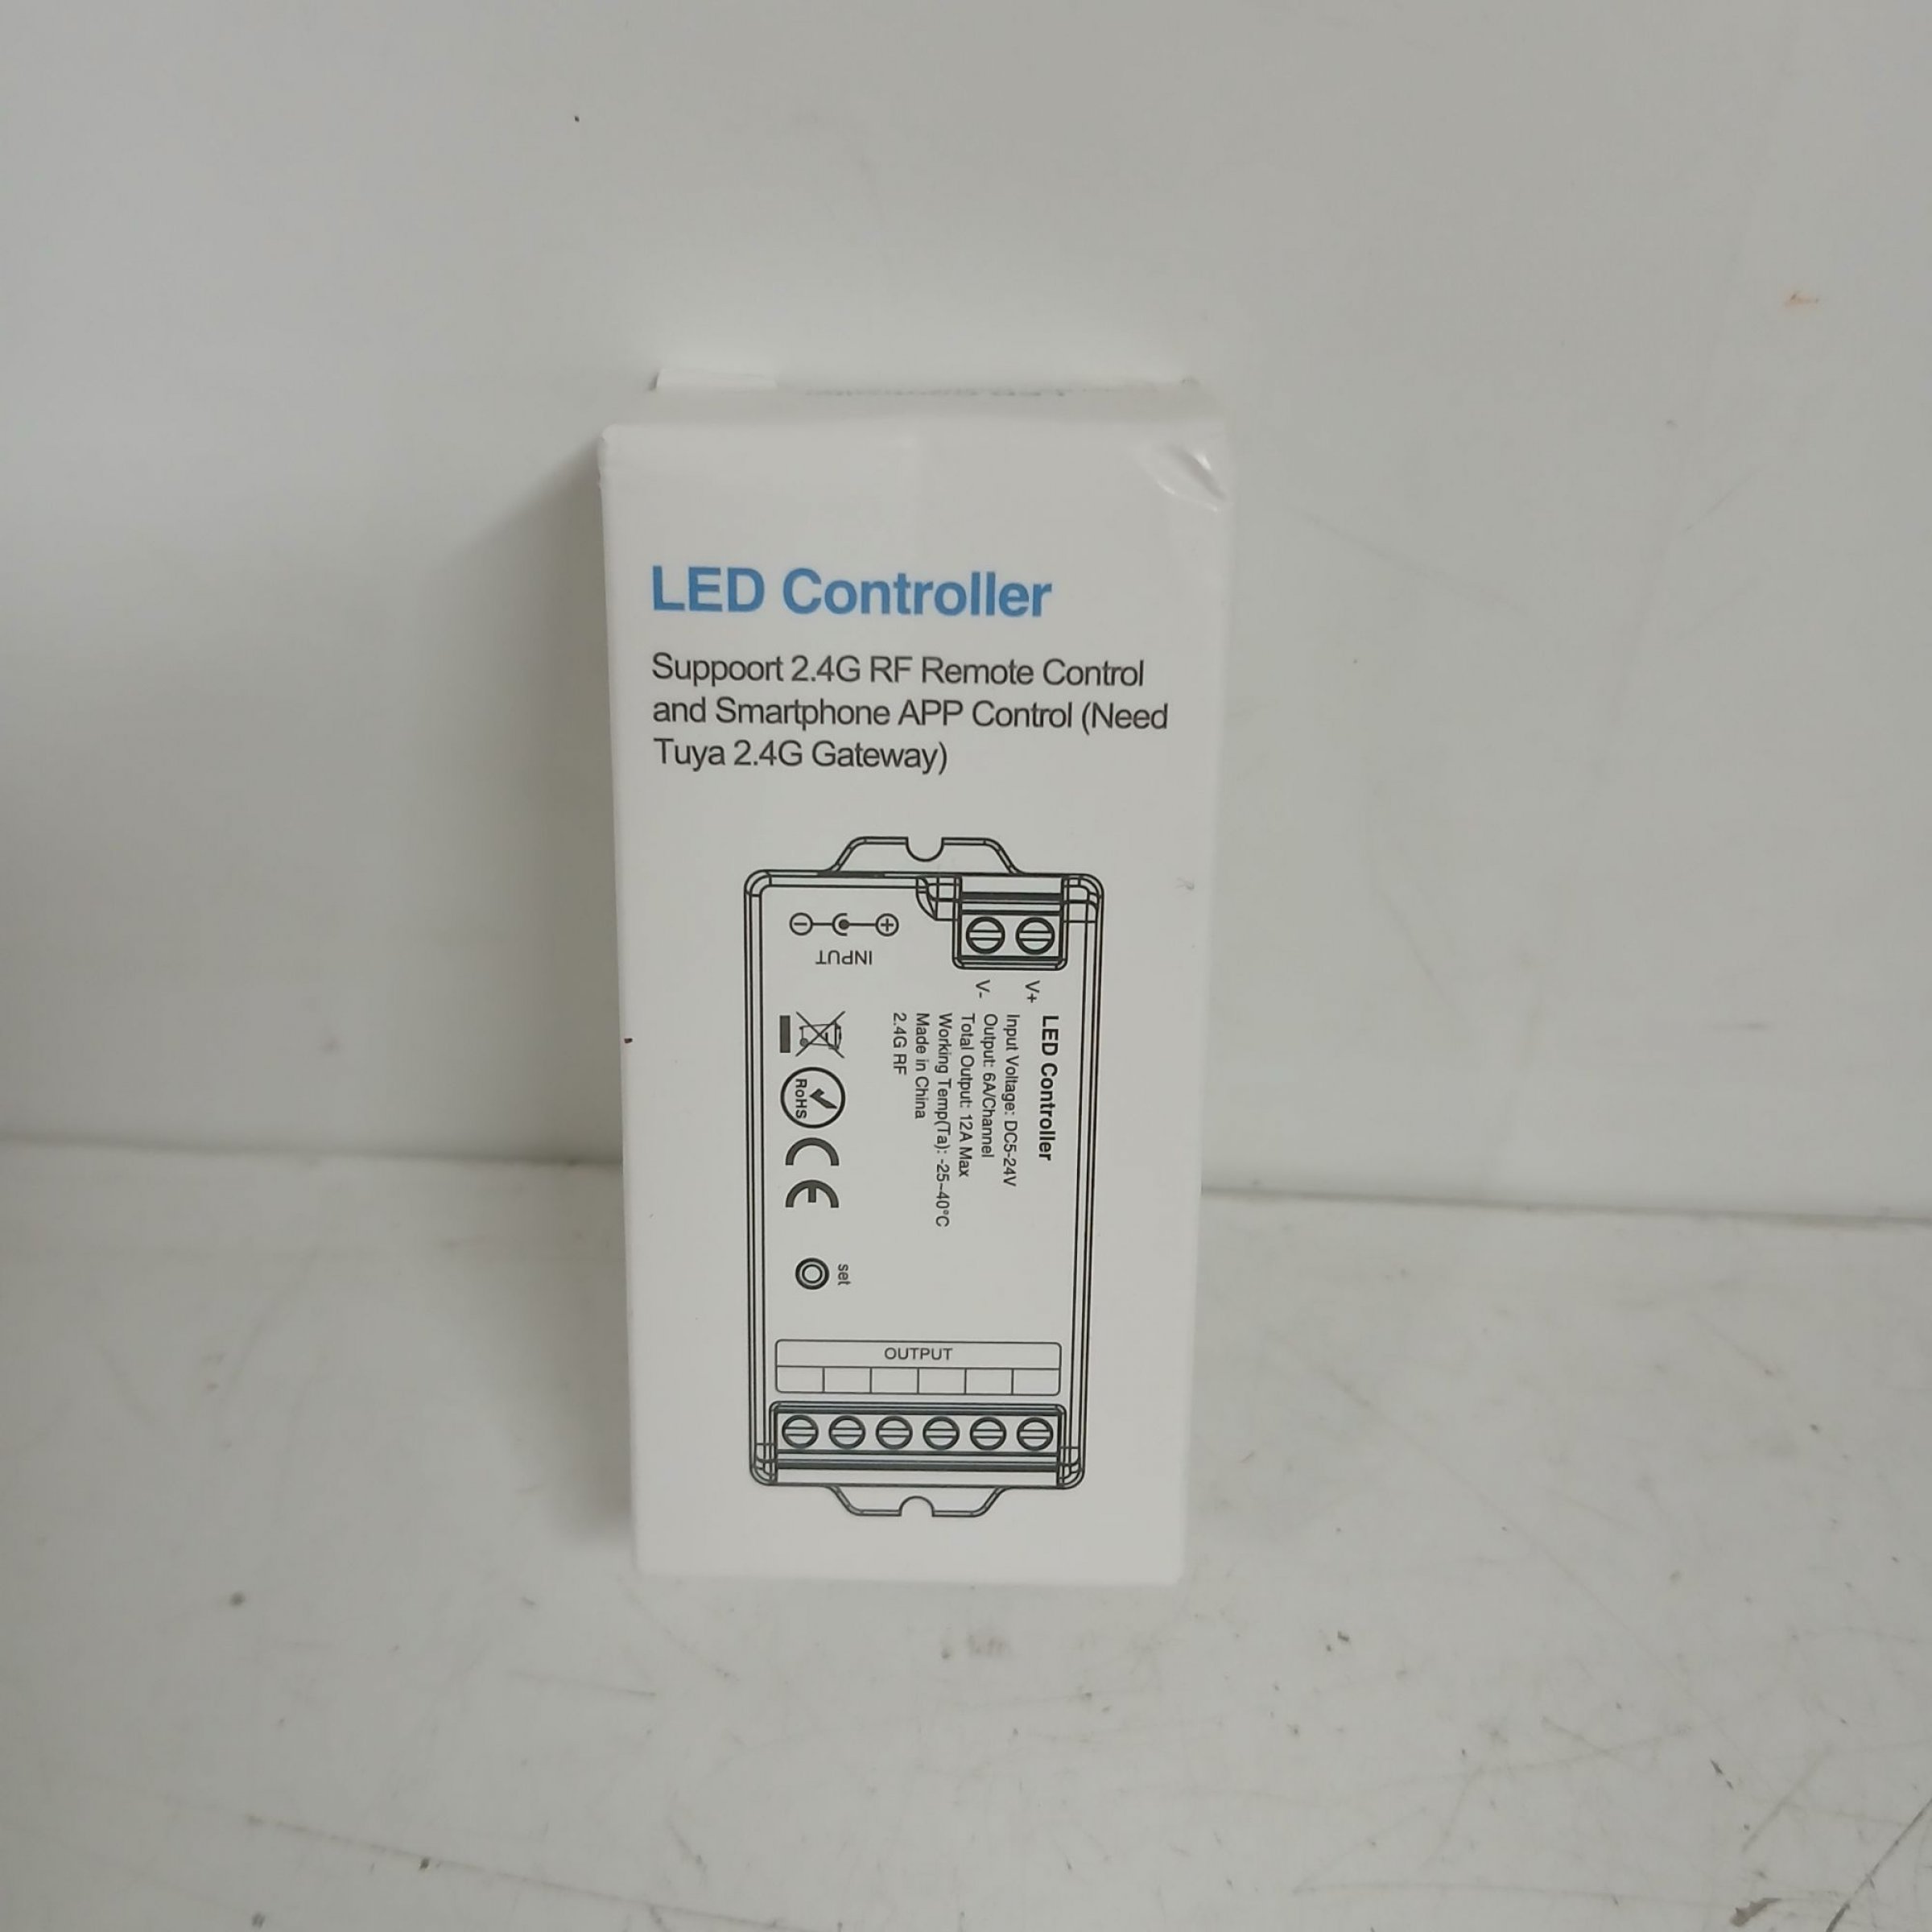 LED Controller
Suppoort 2.4G RF Remote Control
and Smartphone APP Control (Need
Tuya 2.4G Gateway)
INPUT
V+
V-
LED Controller
Input Voltage: DC5-24V
Output: 6A/Channel
Total Output: 12A Max
Working Temp(Ta): -25~40°C
Made in China
2.4G RF
RoHS
CE
set
OUTPUT